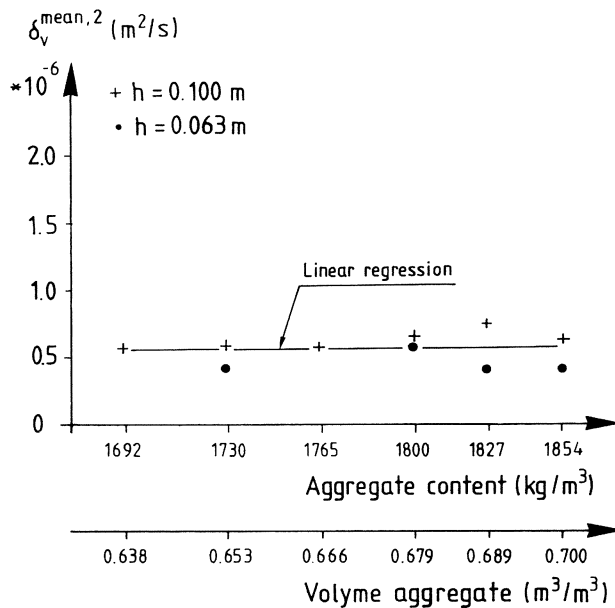 δᵥᵐᵉᵃⁿ,² (m²/s)
*10⁻⁶
+ h = 0.100 m
• h = 0.063 m
2.0
1.5
Linear regression
1.0
0.5
0
1692 1730 1765 1800 1827 1854
Aggregate content (kg/m³)
0.638 0.653 0.666 0.679 0.689 0.700
Volyme aggregate (m³/m³)